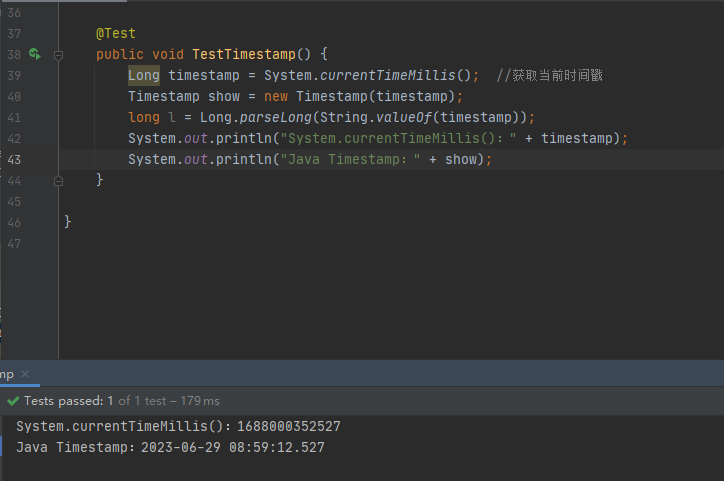 36
37 @Test
38 public void TestTimestamp() {
39 Long timestamp = System.currentTimeMillis(); //获取当前时间戳
40 Timestamp show = new Timestamp(timestamp);
41 long l = Long.parseLong(String.valueOf(timestamp));
42 System.out.println("System.currentTimeMillis()：" + timestamp);
43 System.out.println("Java Timestamp：" + show);
44 }
45
46 }
47
mp ×
Tests passed: 1 of 1 test – 179 ms
System.currentTimeMillis()：1688000352527
Java Timestamp：2023-06-29 08:59:12.527